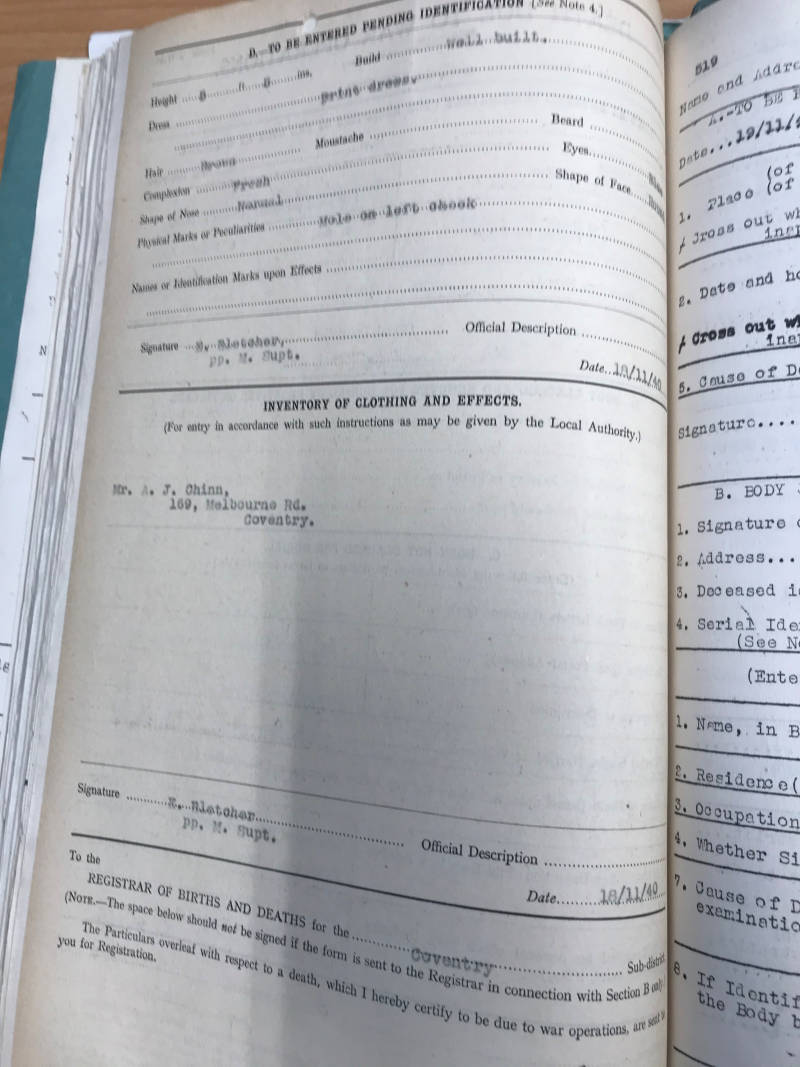 D.—TO BE ENTERED PENDING IDENTIFICATION (See Note 4.)
Height ..... 5 ..... ft. 5 ..... ins. Build ..... Well built.
Dress ..... print dress.
Hair ..... Brown ..... Moustache ..... Beard .....
Complexion ..... Fresh ..... Eyes.....
Shape of Nose ..... Normal ..... Shape of Face.....
Physical Marks or Peculiarities ..... Mole on left cheek
Names or Identification Marks upon Effects .....
Signature ..... Bletcher, ..... Official Description .....
pp. M. Supt.
Date...18/11/40
INVENTORY OF CLOTHING AND EFFECTS.
(For entry in accordance with such instructions as may be given by the Local Authority.)
Mr. A. J. Chinn,
169, Melbourne Rd.
Coventry.
Signature ..... Bletcher ..... Official Description .....
pp. M. Supt.
Date.....18/11/40
To the
REGISTRAR OF BIRTHS AND DEATHS for the ..... Coventry ..... Sub-district
(NOTE.—The space below should not be signed if the form is sent to the Registrar in connection with Section B only.)
The Particulars overleaf with respect to a death, which I hereby certify to be due to war operations, are sent to
you for Registration.
519
Name and Addre
A.-TO BE
Date...19/11/4
(of
1. Place (of
Cross out wh
insp
2. Date and ho
Cross out wh
ina
5. Cause of De
Signature....
B. BODY
1. Signature o
2. Address...
3. Deceased i
4. Serial Iden
(See No
(Ente
1. Name, in B
2. Residence(
3. Occupation
4. Whether Si
7. Cause of D
examinatio
8. If Identif
the Body b